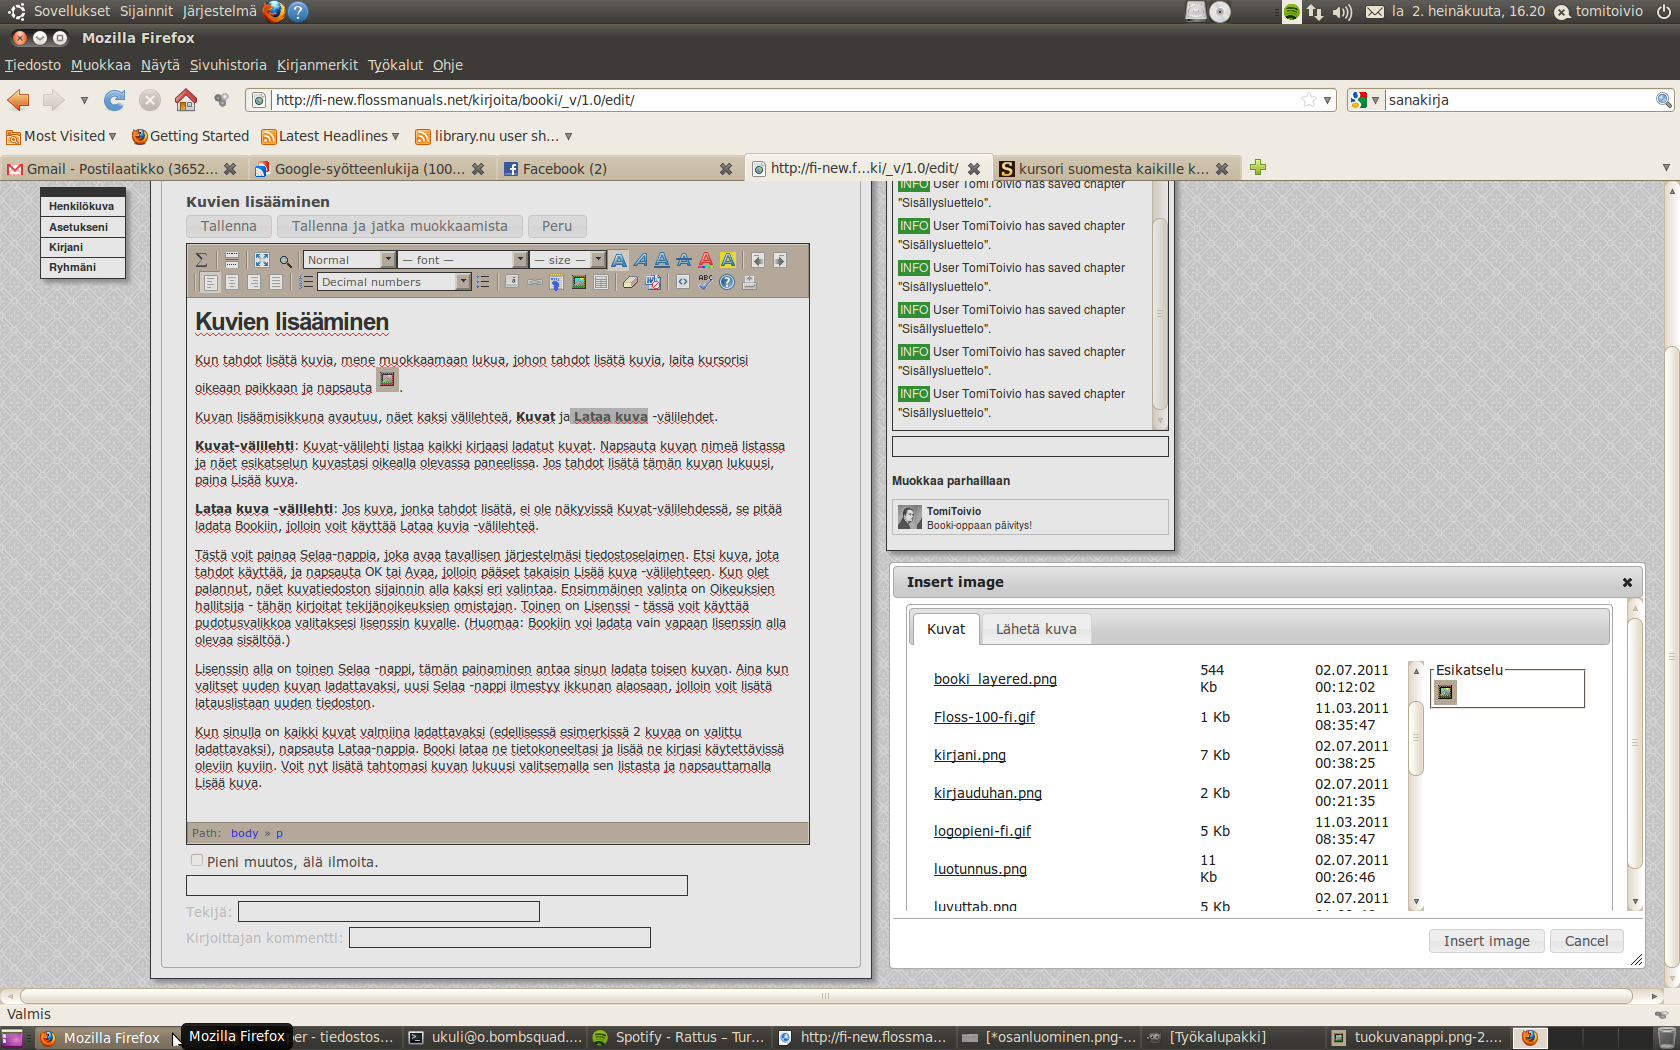 Sovellukset Sijainnit Järjestelmä
la 2. heinäkuuta, 16.20 tomitoivio
Mozilla Firefox
Tiedosto Muokkaa Näytä Sivuhistoria Kirjanmerkit Työkalut Ohje
http://fi-new.flossmanuals.net/kirjoita/booki/_v/1.0/edit/
sanakirja
Most Visited Getting Started Latest Headlines library.nu user sh...
Gmail - Postilaatikko (3652...
Google-syötteenlukija (100...
Facebook (2)
http://fi-new.f...ki/_v/1.0/edit/
kursori suomesta kaikille k...
Henkilökuva
Asetukseni
Kirjani
Ryhmäni
Kuvien lisääminen
Tallenna Tallenna ja jatka muokkaamista Peru
Normal — font — — size —
Decimal numbers
Kuvien lisääminen
Kun tahdot lisätä kuvia, mene muokkaamaan lukua, johon tahdot lisätä kuvia, laita kursorisi
oikeaan paikkaan ja napsauta .
Kuvan lisäämisikkuna avautuu, näet kaksi välilehteä, Kuvat ja Lataa kuva -välilehdet.
Kuvat-välilehti: Kuvat-välilehti listaa kaikki kirjaasi ladatut kuvat. Napsauta kuvan nimeä listassa
ja näet esikatselun kuvastasi oikealla olevassa paneelissa. Jos tahdot lisätä tämän kuvan lukuusi,
paina Lisää kuva.
Lataa kuva -välilehti: Jos kuva, jonka tahdot lisätä, ei ole näkyvissä Kuvat-välilehdessä, se pitää
ladata Bookiin, jolloin voit käyttää Lataa kuvia -välilehteä.
Tästä voit painaa Selaa-nappia, joka avaa tavallisen järjestelmäsi tiedostoselaimen. Etsi kuva, jota
tahdot käyttää, ja napsauta OK tai Avaa, jolloin pääset takaisin Lisää kuva -välilehteen. Kun olet
palannut, näet kuvatiedoston sijainnin alla kaksi eri valintaa. Ensimmäinen valinta on Oikeuksien
hallitsija - tähän kirjoitat tekijänoikeuksien omistajan. Toinen on Lisenssi - tässä voit käyttää
pudotusvalikkoa valitaksesi lisenssin kuvalle. (Huomaa: Bookiin voi ladata vain vapaan lisenssin alla
olevaa sisältöä.)
Lisenssin alla on toinen Selaa -nappi, tämän painaminen antaa sinun ladata toisen kuvan. Aina kun
valitset uuden kuvan ladattavaksi, uusi Selaa -nappi ilmestyy ikkunan alaosaan, jolloin voit lisätä
latauslistaan uuden tiedoston.
Kun sinulla on kaikki kuvat valmiina ladattavaksi (edellisessä esimerkissä 2 kuvaa on valittu
ladattavaksi), napsauta Lataa-nappia. Booki lataa ne tietokoneeltasi ja lisää ne kirjasi käytettävissä
oleviin kuviin. Voit nyt lisätä tahtomasi kuvan lukuusi valitsemalla sen listasta ja napsauttamalla
Lisää kuva.
Path: body » p
Pieni muutos, älä ilmoita.
Tekijä:
Kirjoittajan kommentti:
INFO User TomiToivio has saved chapter
"Sisällysluettelo".
INFO User TomiToivio has saved chapter
"Sisällysluettelo".
INFO User TomiToivio has saved chapter
"Sisällysluettelo".
INFO User TomiToivio has saved chapter
"Sisällysluettelo".
INFO User TomiToivio has saved chapter
"Sisällysluettelo".
INFO User TomiToivio has saved chapter
"Sisällysluettelo".
Muokkaa parhaillaan
TomiToivio
Booki-oppaan päivitys!
Insert image
Kuvat Lähetä kuva
booki_layered.png 544 Kb 02.07.2011 00:12:02
Floss-100-fi.gif 1 Kb 11.03.2011 08:35:47
kirjani.png 7 Kb 02.07.2011 00:38:25
kirjauduhan.png 2 Kb 02.07.2011 00:21:35
logopieni-fi.gif 5 Kb 11.03.2011 08:35:47
luotunnus.png 11 Kb 02.07.2011 00:26:46
luvuttab.png 5 Kb 02.07.2011
Esikatselu
Insert image Cancel
Valmis
Mozilla Firefox
Mozilla Firefox
per - tiedostos...
ukuli@o.bombsquad....
Spotify - Rattus – Tur...
http://fi-new.flossma...
[*osanluominen.png-...
[Työkalupakki]
tuokuvanappi.png-2....